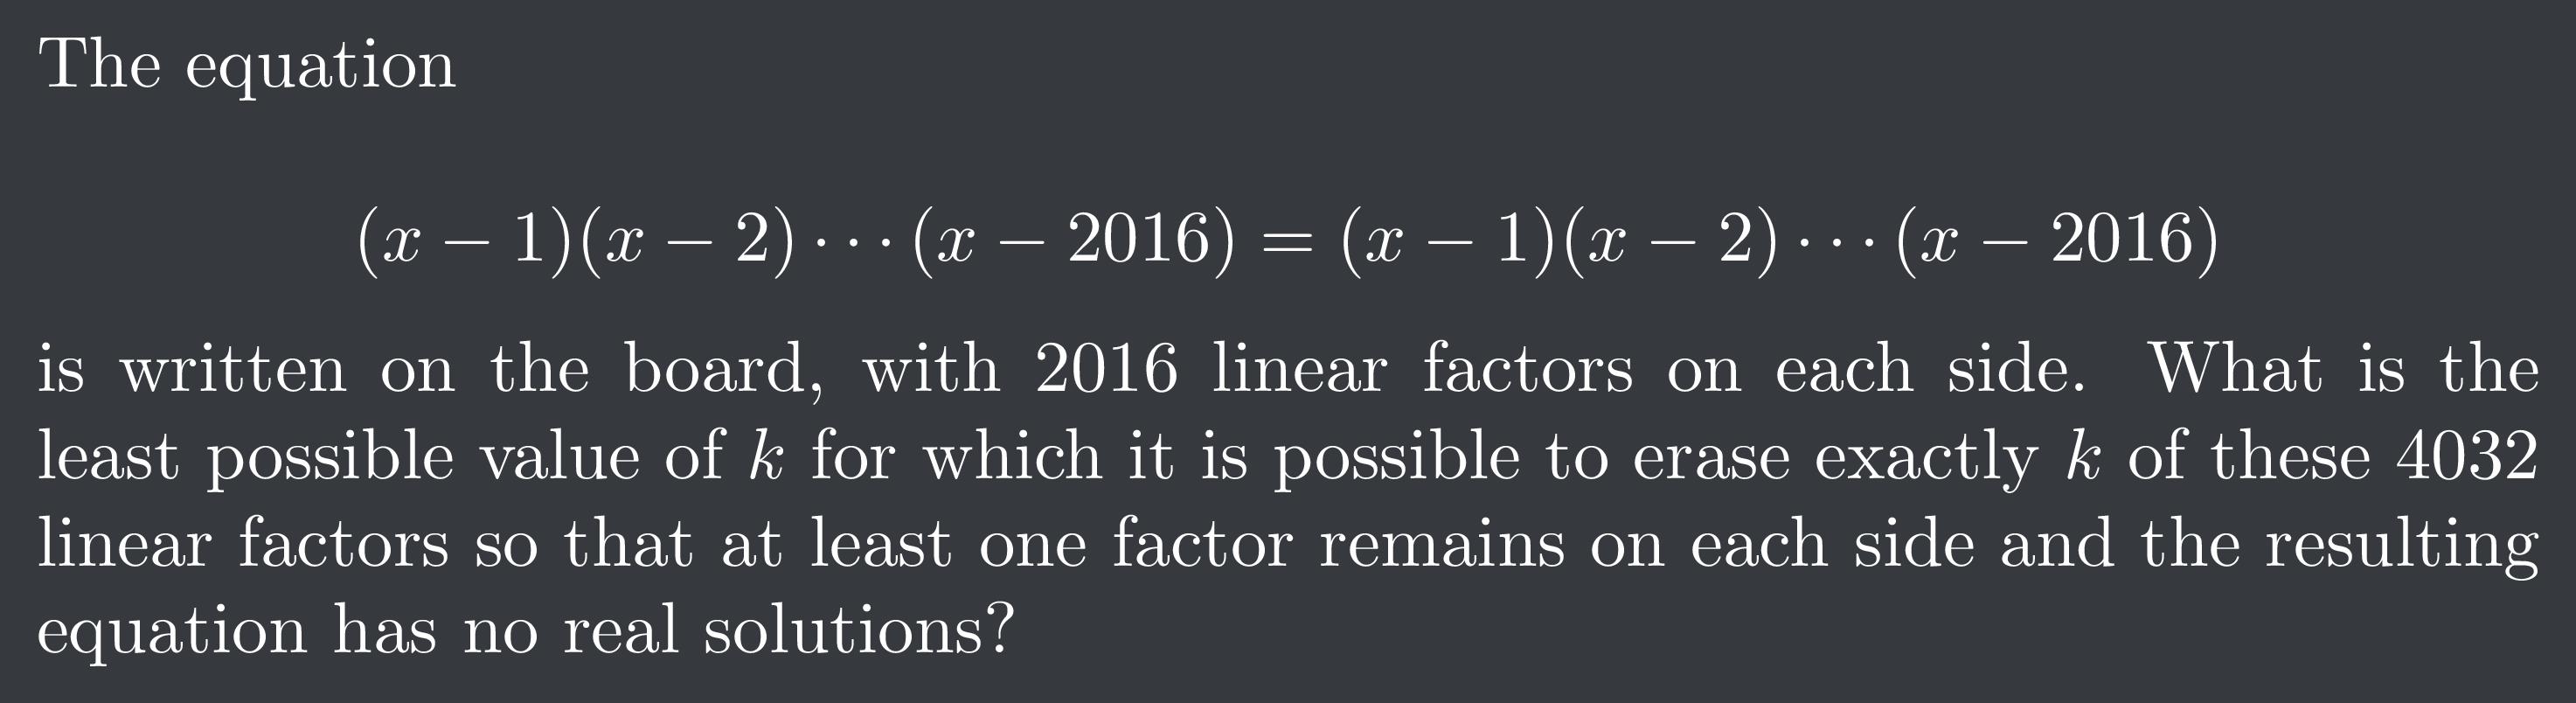 The equation
(x − 1)(x − 2) · · · (x − 2016) = (x − 1)(x − 2) · · · (x − 2016)
is written on the board, with 2016 linear factors on each side. What is the
least possible value of k for which it is possible to erase exactly k of these 4032
linear factors so that at least one factor remains on each side and the resulting
equation has no real solutions?